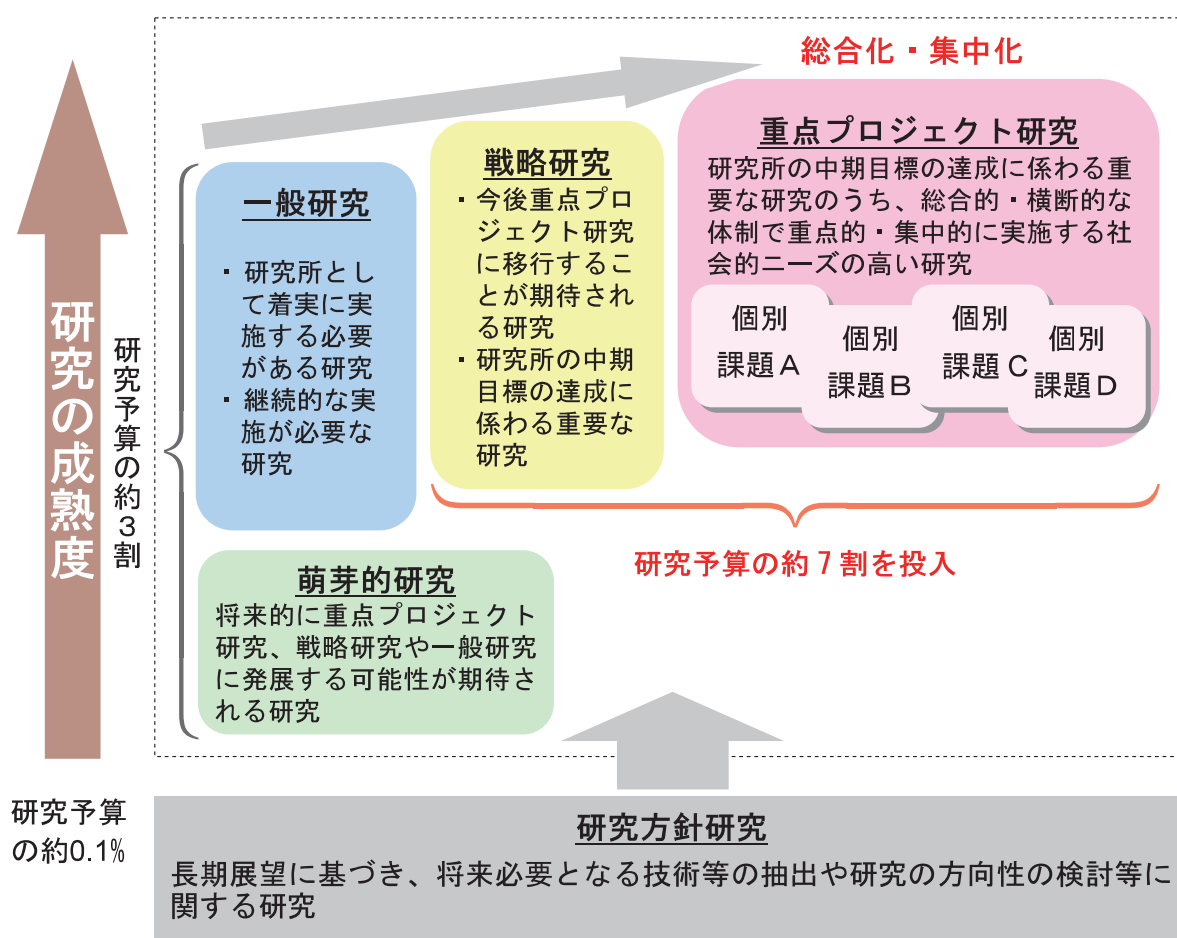 総合化・集中化
研究の成熟度
研究予算の約３割
一般研究
・ 研究所とし
て着実に実
施する必要
がある研究
・ 継続的な実
施が必要な
研究
戦略研究
・ 今後重点プロ
ジェクト研究
に移行するこ
とが期待され
る研究
・ 研究所の中期
目標の達成に
係わる重要な
研究
重点プロジェクト研究
研究所の中期目標の達成に係わる重
要な研究のうち、総合的・横断的な
体制で重点的・集中的に実施する社
会的ニーズの高い研究
個別
課題Ａ
個別
課題Ｂ
個別
課題Ｃ
個別
課題Ｄ
研究予算の約７割を投入
萌芽的研究
将来的に重点プロジェクト
研究、戦略研究や一般研究
に発展する可能性が期待さ
れる研究
研究予算
の約0.1%
研究方針研究
長期展望に基づき、将来必要となる技術等の抽出や研究の方向性の検討等に
関する研究